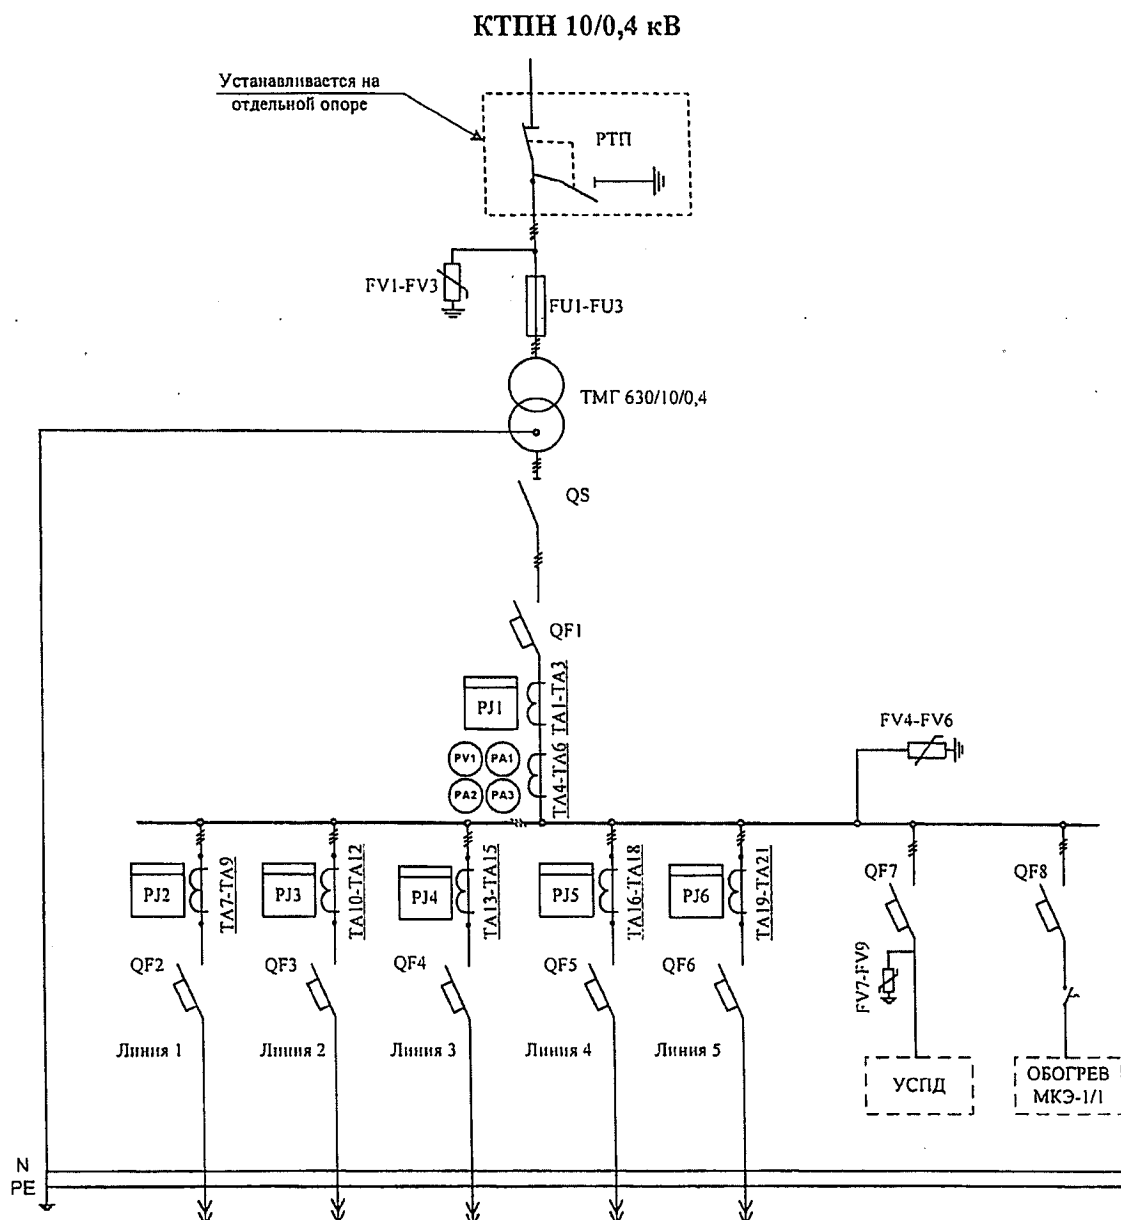 КТПН 10/0,4 кВ
Устанавливается на
отдельной опоре
РТП
FV1-FV3
FU1-FU3
ТМГ 630/10/0,4
QS
QF1
PJ1
TA1-TA3
PV1
PA1
PA2
PA3
TA4-TA6
FV4-FV6
PJ2
TA7-TA9
PJ3
TA10-TA12
PJ4
TA13-TA15
PJ5
TA16-TA18
PJ6
TA19-TA21
QF7
QF8
QF2
QF3
QF4
QF5
QF6
FV7-FV9
Линия 1
Линия 2
Линия 3
Линия 4
Линия 5
УСПД
ОБОГРЕВ
МКЭ-1/1
N
PE